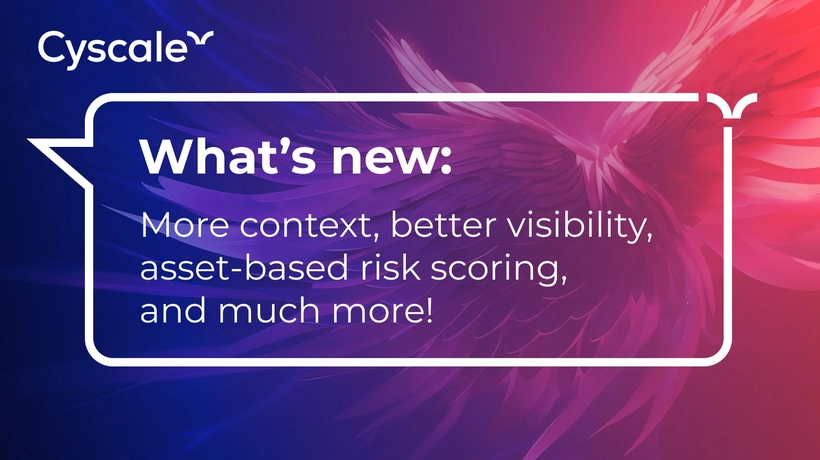 Cyscale
What’s new:
More context, better visibility,
asset-based risk scoring,
and much more!